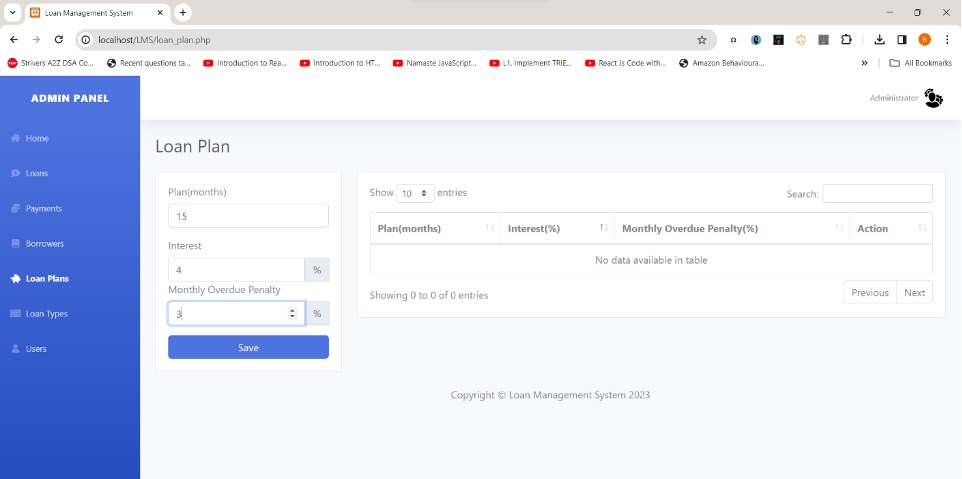 Loan Management System
localhost/LMS/loan_plan.php
Strivers A2Z DSA Co... Recent questions ta... Introduction to Rea... Introduction to HT... Namaste JavaScript... L1. Implement TRIE... React Js Code with... Amazon Behavioura... » All Bookmarks
ADMIN PANEL
Administrator
Home
Loans
Payments
Borrowers
Loan Plans
Loan Types
Users
Loan Plan
Plan(months)
15
Interest
4 %
Monthly Overdue Penalty
3 %
Save
Show 10 entries
Search:
Plan(months) Interest(%) Monthly Overdue Penalty(%) Action
No data available in table
Showing 0 to 0 of 0 entries
Previous Next
Copyright © Loan Management System 2023